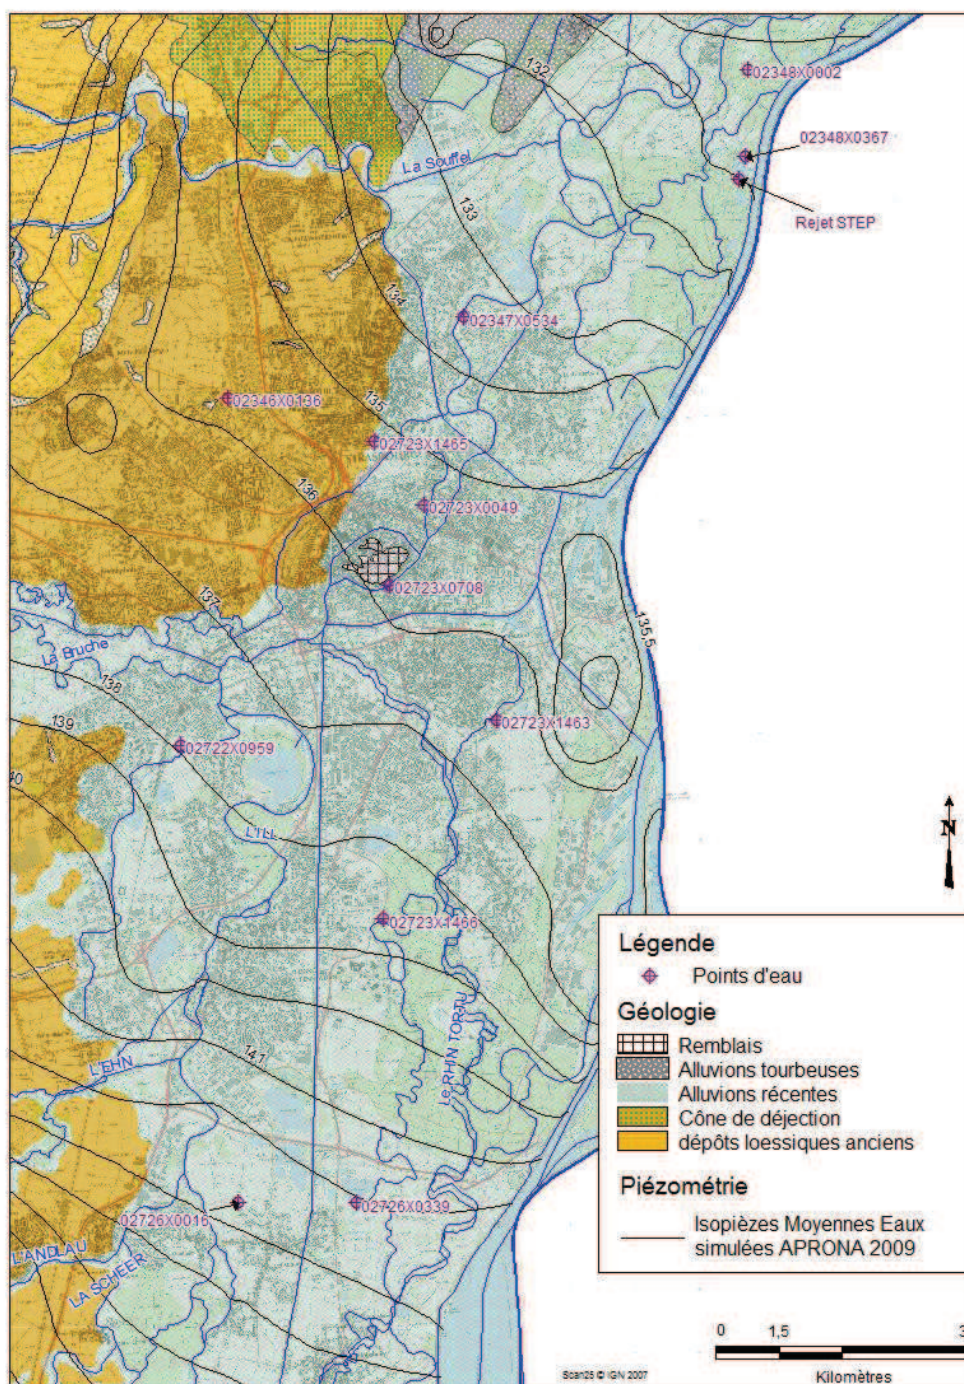 132
02348X0002
02348X0367
La Souffel
133
Rejet STEP
134
02347X0534
135
02346X0136
02723X1465
136
02723X0049
02723X0708
137
135,5
La Bruche
138
139
02723X1463
02722X0959
40
L'ILL
N
02723X1466
Le RHIN TORTU
141
L'EHN
02726X0015
02726X0339
L'ANDLAU
LA SCHEER
Légende
Points d'eau
Géologie
Remblais
Alluvions tourbeuses
Alluvions récentes
Cône de déjection
dépôts loessiques anciens
Piézométrie
Isopièzes Moyennes Eaux
simulées APRONA 2009
0 1,5 3
Kilomètres
Scan25 © IGN 2007